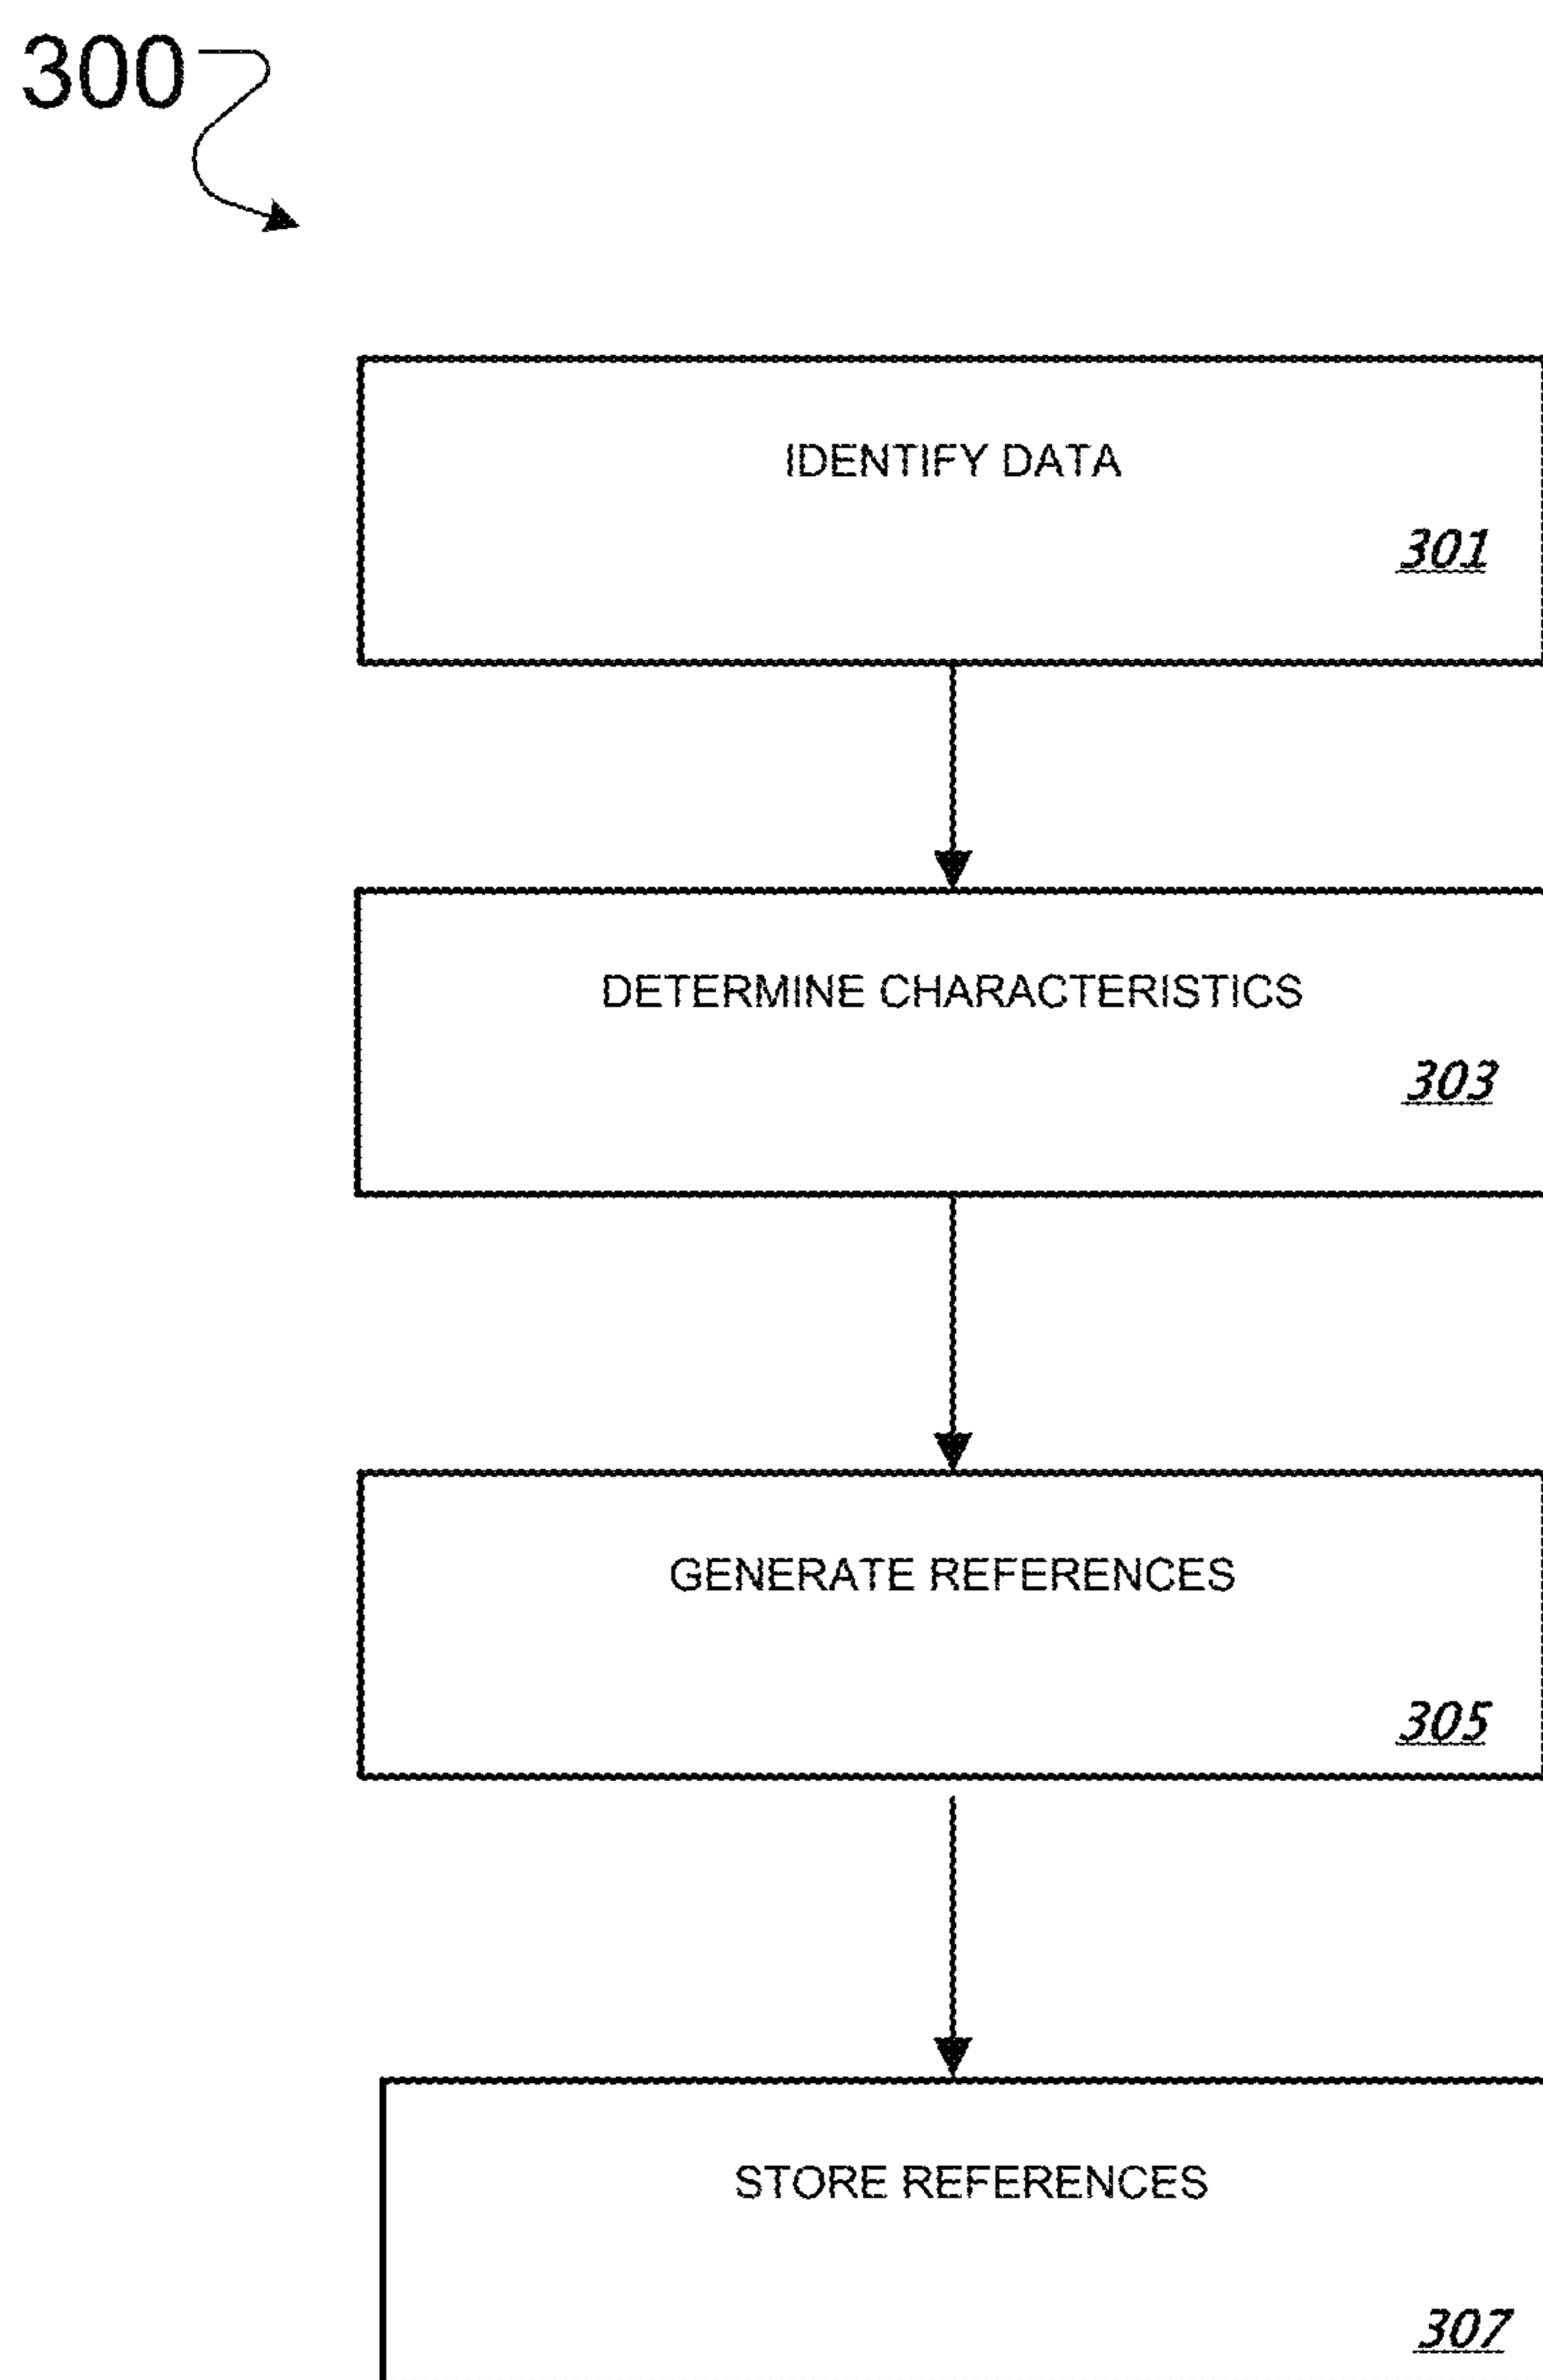 300
IDENTIFY DATA
301
DETERMINE CHARACTERISTICS
303
GENERATE REFERENCES
305
STORE REFERENCES
307